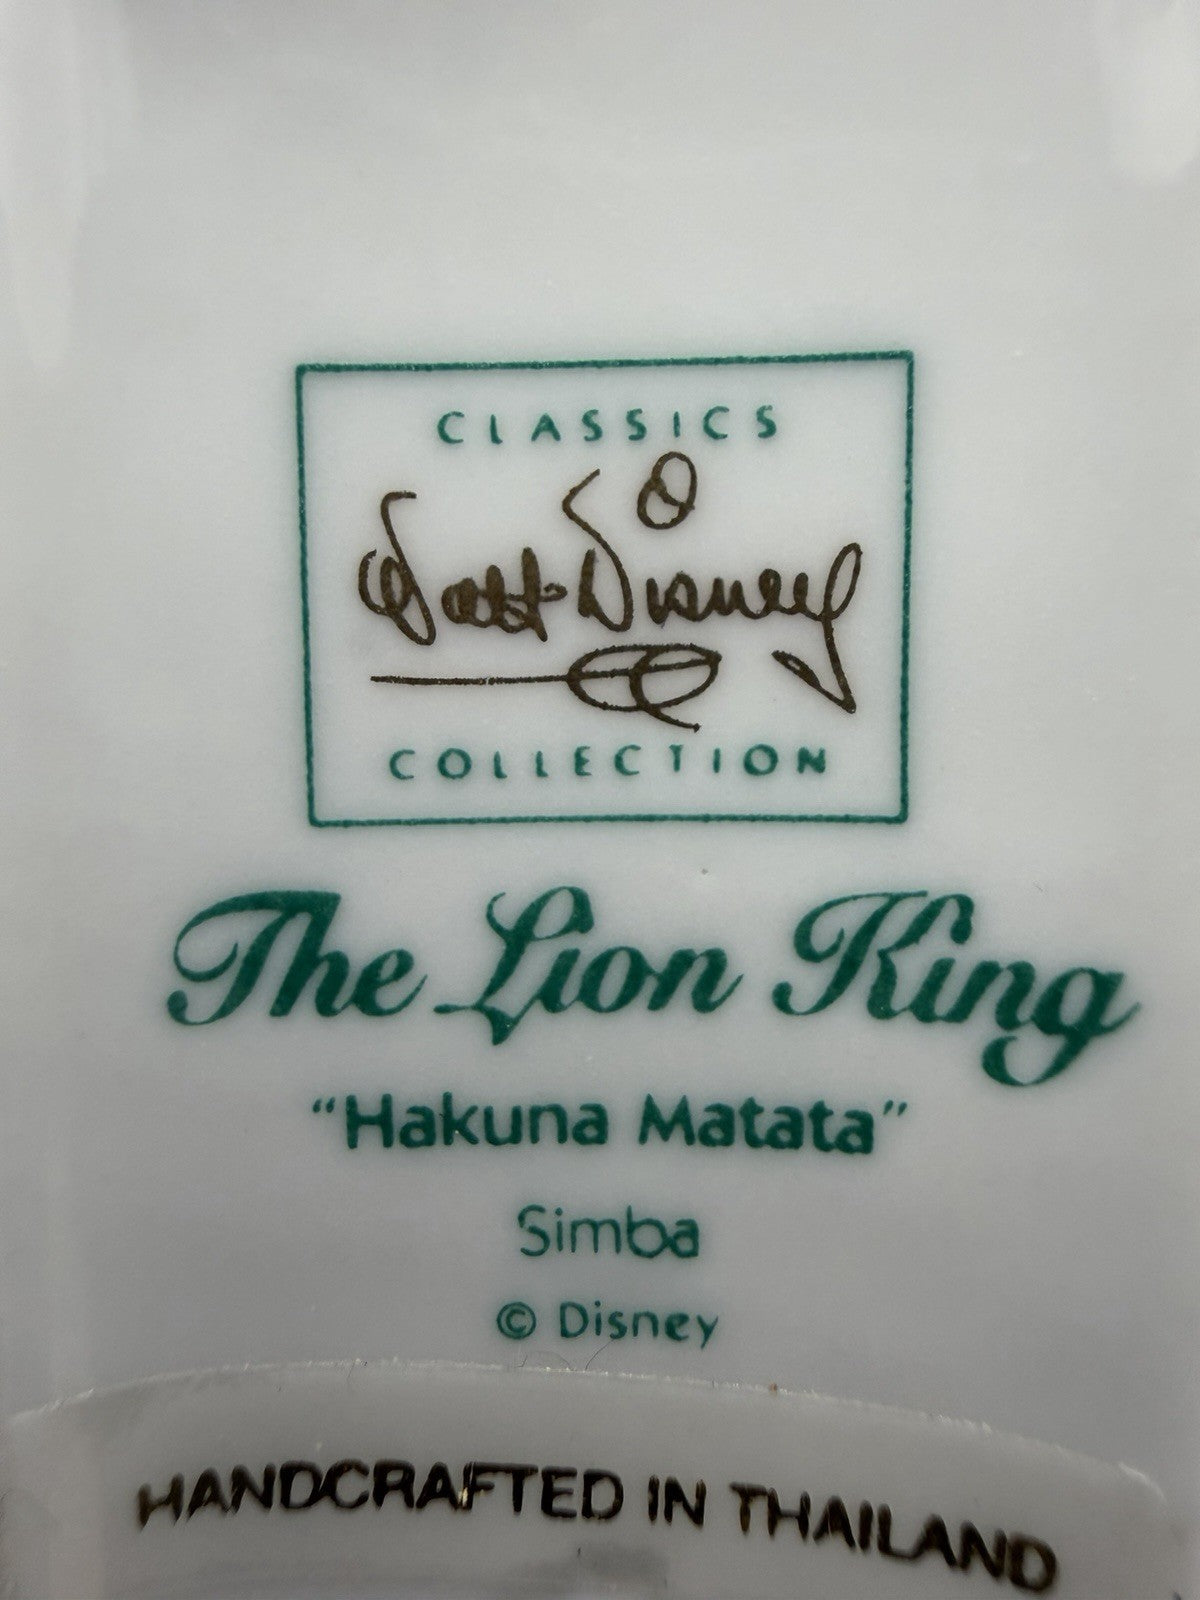 CLASSICS
Walt Disney
COLLECTION
The Lion King
"Hakuna Matata"
Simba
© Disney
HANDCRAFTED IN THAILAND